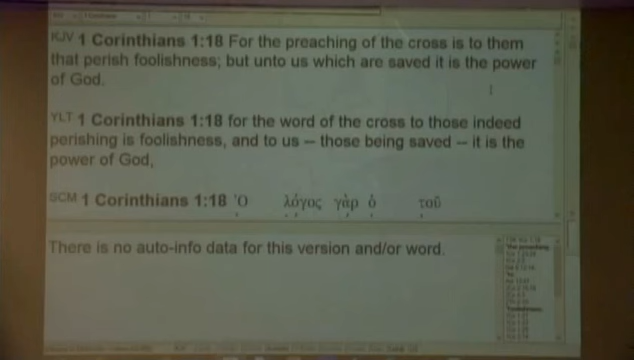 KJV 1 Corinthians 1:18 For the preaching of the cross is to them
that perish foolishness; but unto us which are saved it is the power
of God.
YLT 1 Corinthians 1:18 for the word of the cross to those indeed
perishing is foolishness, and to us — those being saved — it is the
power of God,
SCM 1 Corinthians 1:18 Ὁ λόγος γὰρ ὁ τοῦ
There is no auto-info data for this version and/or word.